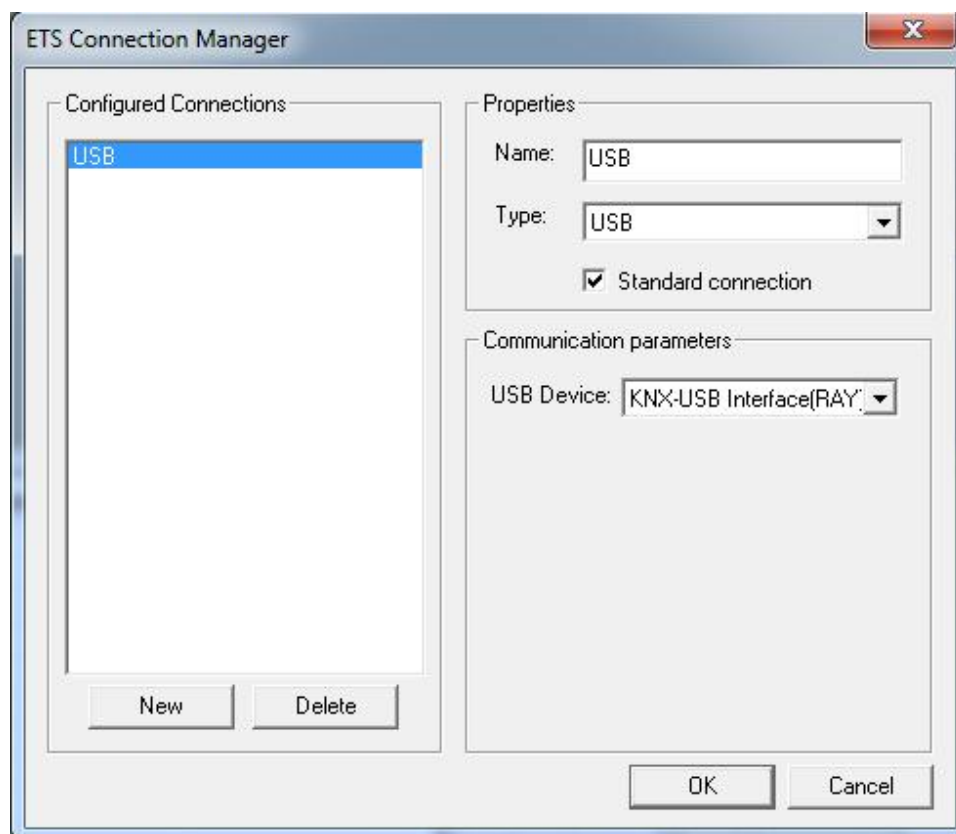 ETS Connection Manager
Configured Connections
USB
New
Delete
Properties
Name:
USB
Type:
USB
Standard connection
Communication parameters
USB Device:
KNX-USB Interface(RAY)
OK
Cancel